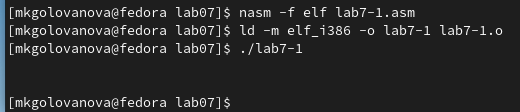 [mkgolovanova@fedora lab07]$ nasm -f elf lab7-1.asm
[mkgolovanova@fedora lab07]$ ld -m elf_i386 -o lab7-1 lab7-1.o
[mkgolovanova@fedora lab07]$ ./lab7-1
[mkgolovanova@fedora lab07]$